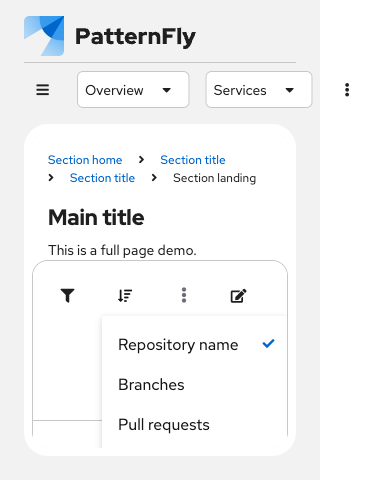 PatternFly
Overview Services
Section home Section title
Section title Section landing
Main title
This is a full page demo.
Repository name
Branches
Pull requests